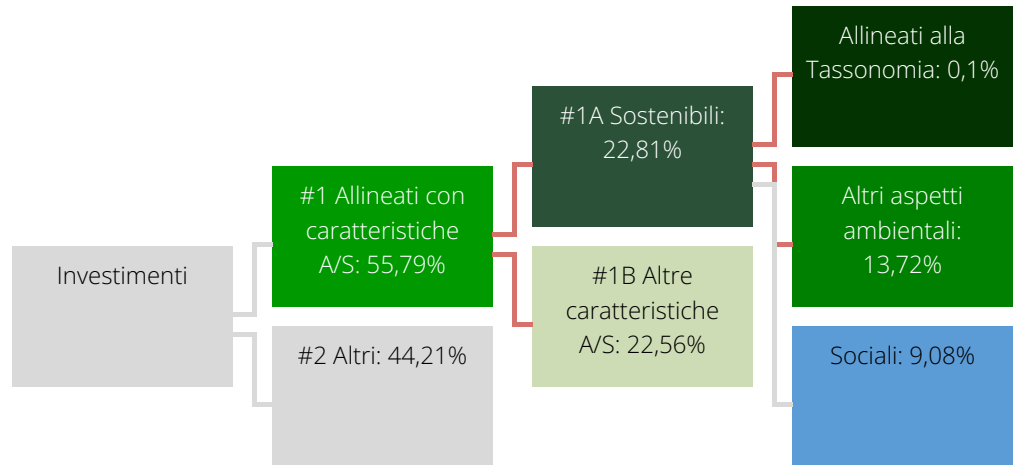 Investimenti
#1 Allineati con
caratteristiche
A/S: 55,79%
#2 Altri: 44,21%
#1A Sostenibili:
22,81%
#1B Altre
caratteristiche
A/S: 22,56%
Allineati alla
Tassonomia: 0,1%
Altri aspetti
ambientali:
13,72%
Sociali: 9,08%